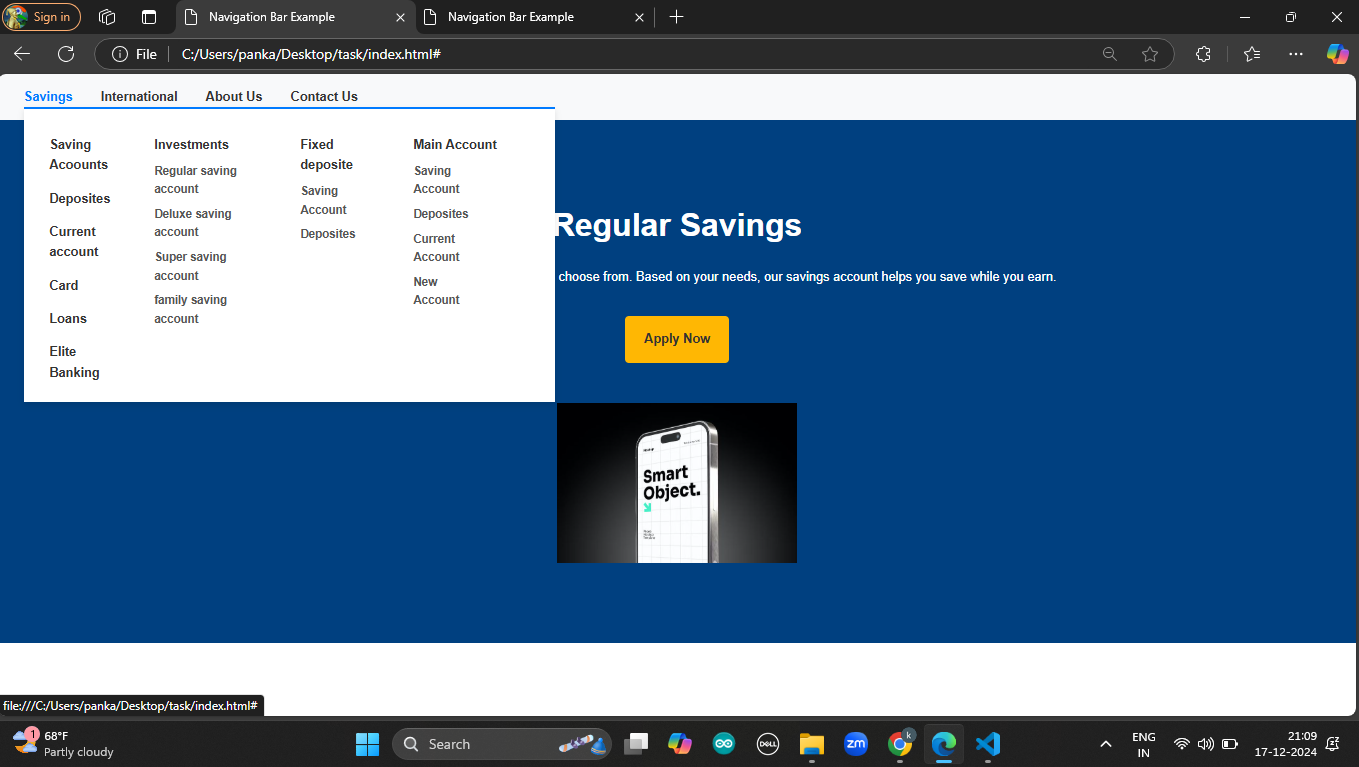 Sign in
Navigation Bar Example
Navigation Bar Example
File
C:/Users/panka/Desktop/task/index.html#
Savings
International
About Us
Contact Us
Saving
Acoounts
Deposites
Current
account
Card
Loans
Elite
Banking
Investments
Regular saving
account
Deluxe saving
account
Super saving
account
family saving
account
Fixed
deposite
Saving
Account
Deposites
Main Account
Saving
Account
Deposites
Current
Account
New
Account
Regular Savings
choose from. Based on your needs, our savings account helps you save while you earn.
Apply Now
Smart
Object.
file:///C:/Users/panka/Desktop/task/index.html#
1
68°F
Partly cloudy
Search
DELL
zm
k
ENG
IN
21:09
17-12-2024